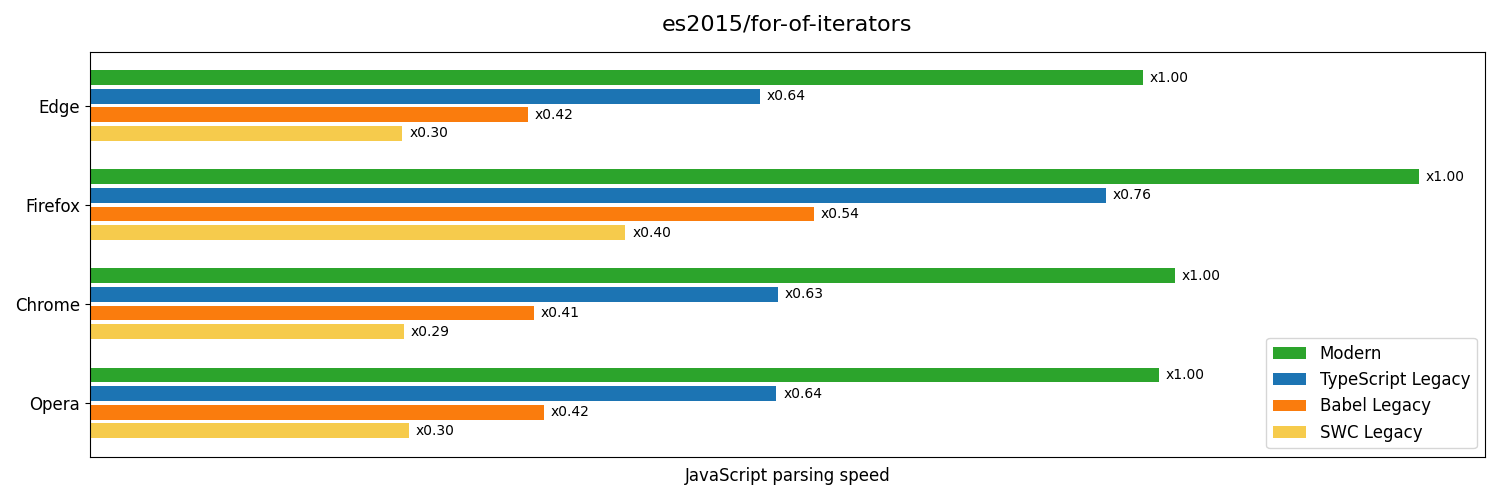 es2015/for-of-iterators
Edge
x1.00
x0.64
x0.42
x0.30
Firefox
x1.00
x0.76
x0.54
x0.40
Chrome
x1.00
x0.63
x0.41
x0.29
Opera
x1.00
x0.64
x0.42
x0.30
Modern
TypeScript Legacy
Babel Legacy
SWC Legacy
JavaScript parsing speed